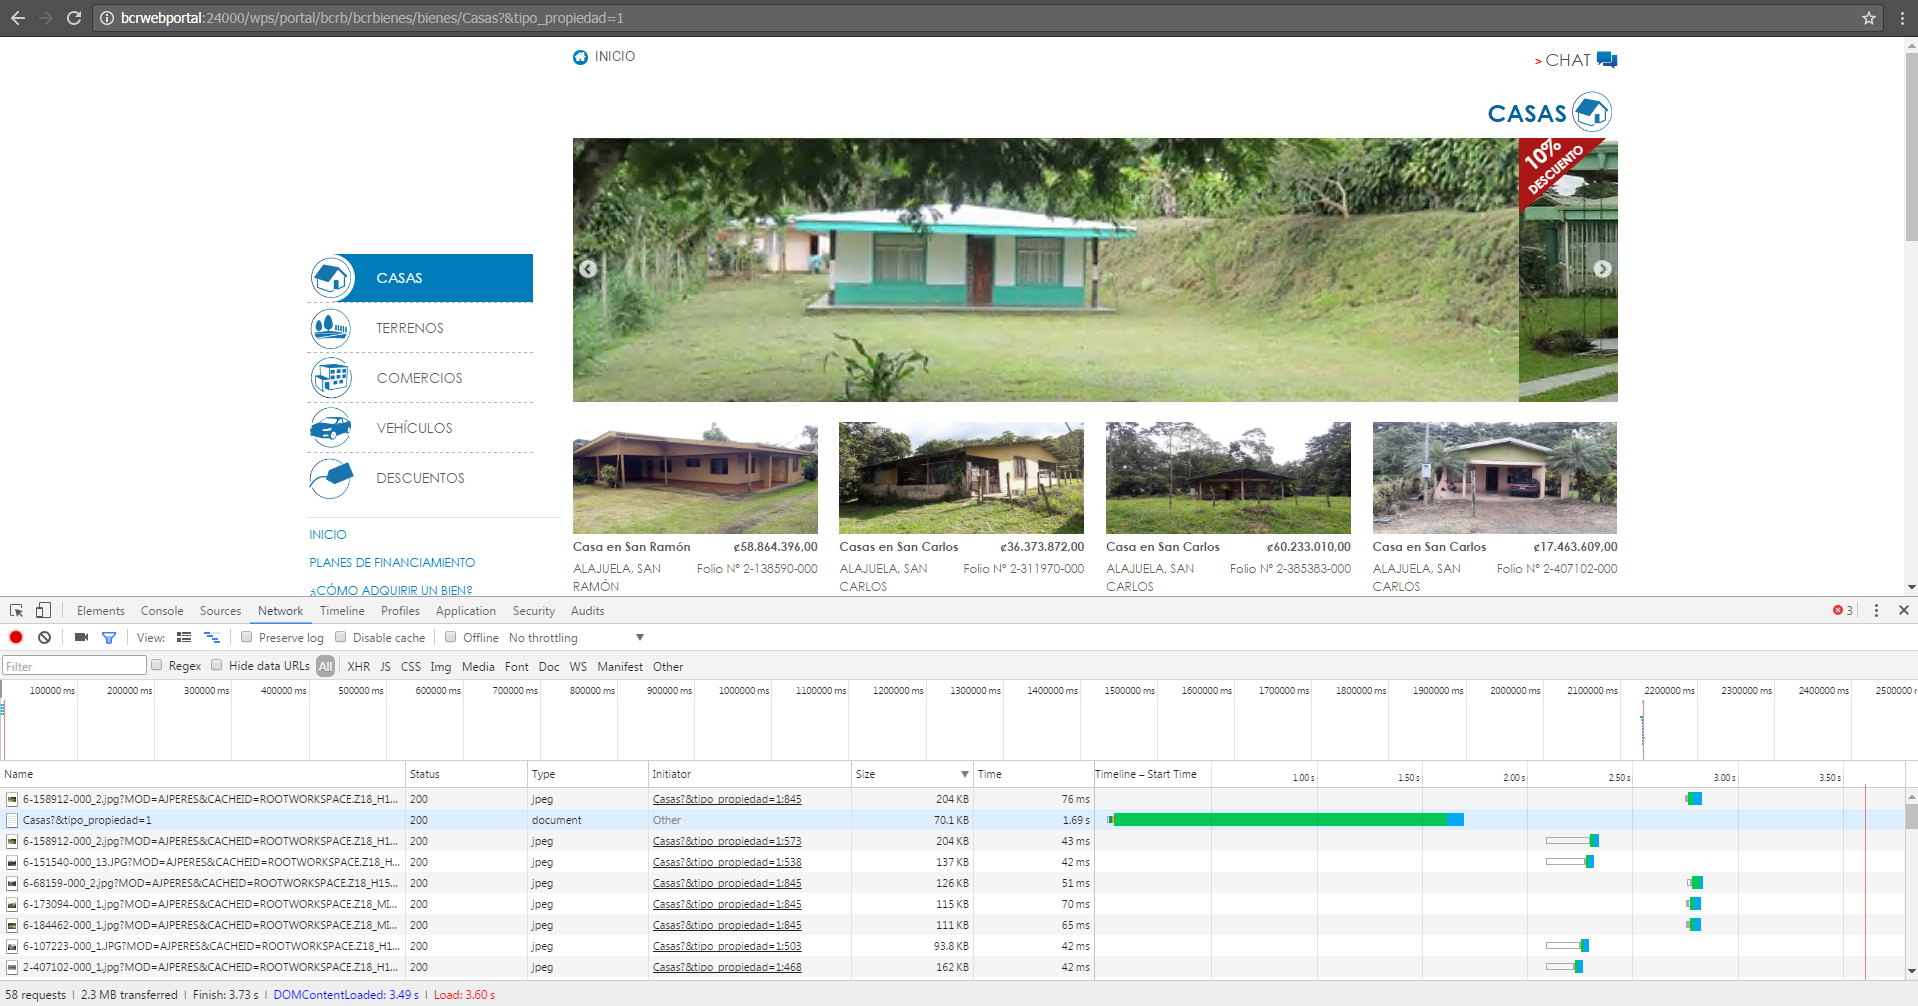 bcrwebportal:24000/wps/portal/bcrb/bcrbienes/bienes/Casas?&tipo_propiedad=1
INICIO
> CHAT
CASAS
10%
DESCUENTO
CASAS
TERRENOS
COMERCIOS
VEHÍCULOS
DESCUENTOS
INICIO
PLANES DE FINANCIAMIENTO
¿CÓMO ADQUIRIR UN BIEN?
Casa en San Ramón ₡58.864.396,00
ALAJUELA, SAN RAMÓN Folio Nº 2-138590-000
Casas en San Carlos ₡36.373.872,00
ALAJUELA, SAN CARLOS Folio Nº 2-311970-000
Casa en San Carlos ₡60.233.010,00
ALAJUELA, SAN CARLOS Folio Nº 2-385383-000
Casa en San Carlos ₡17.463.609,00
ALAJUELA, SAN CARLOS Folio Nº 2-407102-000
Elements Console Sources Network Timeline Profiles Application Security Audits 3
View: Preserve log Disable cache Offline No throttling
Filter Regex Hide data URLs All XHR JS CSS Img Media Font Doc WS Manifest Other
100000 ms 200000 ms 300000 ms 400000 ms 500000 ms 600000 ms 700000 ms 800000 ms 900000 ms 1000000 ms 1100000 ms 1200000 ms 1300000 ms 1400000 ms 1500000 ms 1600000 ms 1700000 ms 1800000 ms 1900000 ms 2000000 ms 2100000 ms 2200000 ms 2300000 ms 2400000 ms 2500000 m
Name Status Type Initiator Size Time Timeline – Start Time 1.00 s 1.50 s 2.00 s 2.50 s 3.00 s 3.50 s
6-158912-000_2.jpg?MOD=AJPERES&CACHEID=ROOTWORKSPACE.Z18_H1... 200 jpeg Casas?&tipo_propiedad=1:845 204 KB 76 ms
Casas?&tipo_propiedad=1 200 document Other 70.1 KB 1.69 s
6-158912-000_2.jpg?MOD=AJPERES&CACHEID=ROOTWORKSPACE.Z18_H1... 200 jpeg Casas?&tipo_propiedad=1:573 204 KB 43 ms
6-151540-000_13.JPG?MOD=AJPERES&CACHEID=ROOTWORKSPACE.Z18_H... 200 jpeg Casas?&tipo_propiedad=1:538 137 KB 42 ms
6-68159-000_2.jpg?MOD=AJPERES&CACHEID=ROOTWORKSPACE.Z18_H15... 200 jpeg Casas?&tipo_propiedad=1:845 126 KB 51 ms
6-173094-000_1.jpg?MOD=AJPERES&CACHEID=ROOTWORKSPACE.Z18_MI... 200 jpeg Casas?&tipo_propiedad=1:845 115 KB 70 ms
6-184462-000_1.jpg?MOD=AJPERES&CACHEID=ROOTWORKSPACE.Z18_MI... 200 jpeg Casas?&tipo_propiedad=1:845 111 KB 65 ms
6-107223-000_1.JPG?MOD=AJPERES&CACHEID=ROOTWORKSPACE.Z18_H1... 200 jpeg Casas?&tipo_propiedad=1:503 93.8 KB 42 ms
2-407102-000_1.jpg?MOD=AJPERES&CACHEID=ROOTWORKSPACE.Z18_H1... 200 jpeg Casas?&tipo_propiedad=1:468 162 KB 42 ms
58 requests | 2.3 MB transferred | Finish: 3.73 s | DOMContentLoaded: 3.49 s | Load: 3.60 s